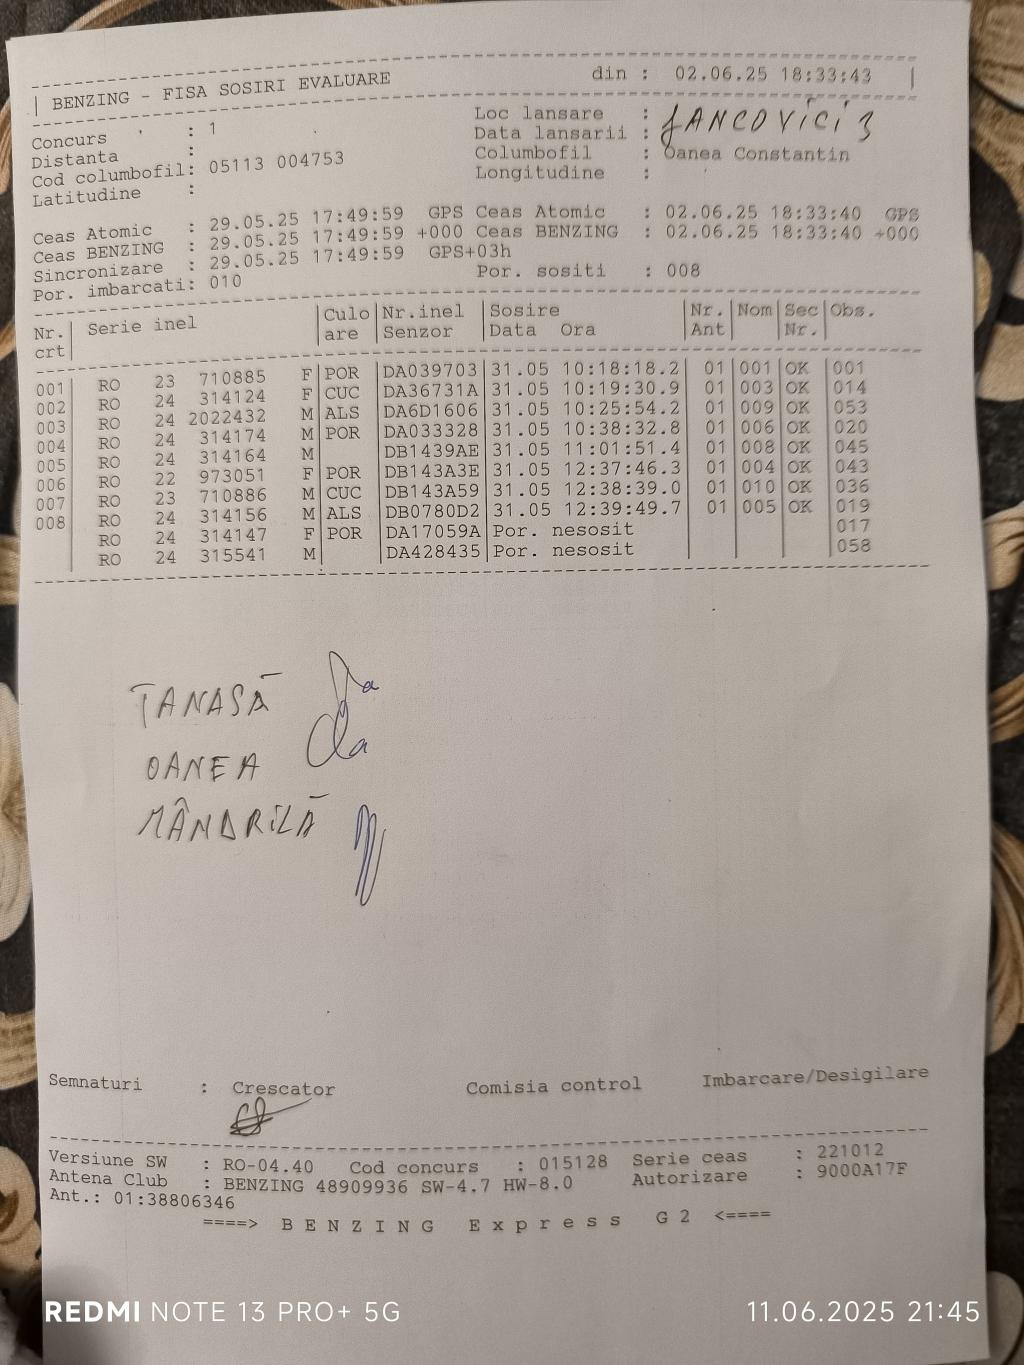 BENZING - FISA SOSIRI EVALUARE din : 02.06.25 18:33:43
Concurs : 1 Loc lansare : JANCOVICI 3
Distanta : Data lansarii :
Cod columbofil: 05113 004753 Columbofil : Oanea Constantin
Latitudine : Longitudine :
Ceas Atomic : 29.05.25 17:49:59 GPS Ceas Atomic : 02.06.25 18:33:40 GPS
Ceas BENZING : 29.05.25 17:49:59 +000 Ceas BENZING : 02.06.25 18:33:40 +000
Sincronizare : 29.05.25 17:49:59 GPS+03h
Por. imbarcati: 010 Por. sositi : 008
Nr. crt | Serie inel | Culo are | Nr.inel Senzor | Sosire Data Ora | Nr. Ant | Nom | Sec Nr. | Obs.
001 RO 23 710885 F POR DA039703 31.05 10:18:18.2 01 001 OK 001
002 RO 24 314124 F CUC DA36731A 31.05 10:19:30.9 01 003 OK 014
003 RO 24 2022432 M ALS DA6D1606 31.05 10:25:54.2 01 009 OK 053
004 RO 24 314174 M POR DA033328 31.05 10:38:32.8 01 006 OK 020
005 RO 24 314164 M DB1439AE 31.05 11:01:51.4 01 008 OK 045
006 RO 22 973051 F POR DB143A3E 31.05 12:37:46.3 01 004 OK 043
007 RO 23 710886 M CUC DB143A59 31.05 12:38:39.0 01 010 OK 036
008 RO 24 314156 M ALS DB0780D2 31.05 12:39:49.7 01 005 OK 019
RO 24 314147 F POR DA17059A Por. nesosit 017
RO 24 315541 M DA428435 Por. nesosit 058
TANASĂ
OANEA
MÂNDRILĂ
Semnaturi : Crescator Comisia control Imbarcare/Desigilare
Versiune SW : RO-04.40 Cod concurs : 015128 Serie ceas : 221012
Antena Club : BENZING 48909936 SW-4.7 HW-8.0 Autorizare : 9000A17F
Ant.: 01:38806346
====> B E N Z I N G E x p r e s s G 2 <====
REDMI NOTE 13 PRO+ 5G 11.06.2025 21:45